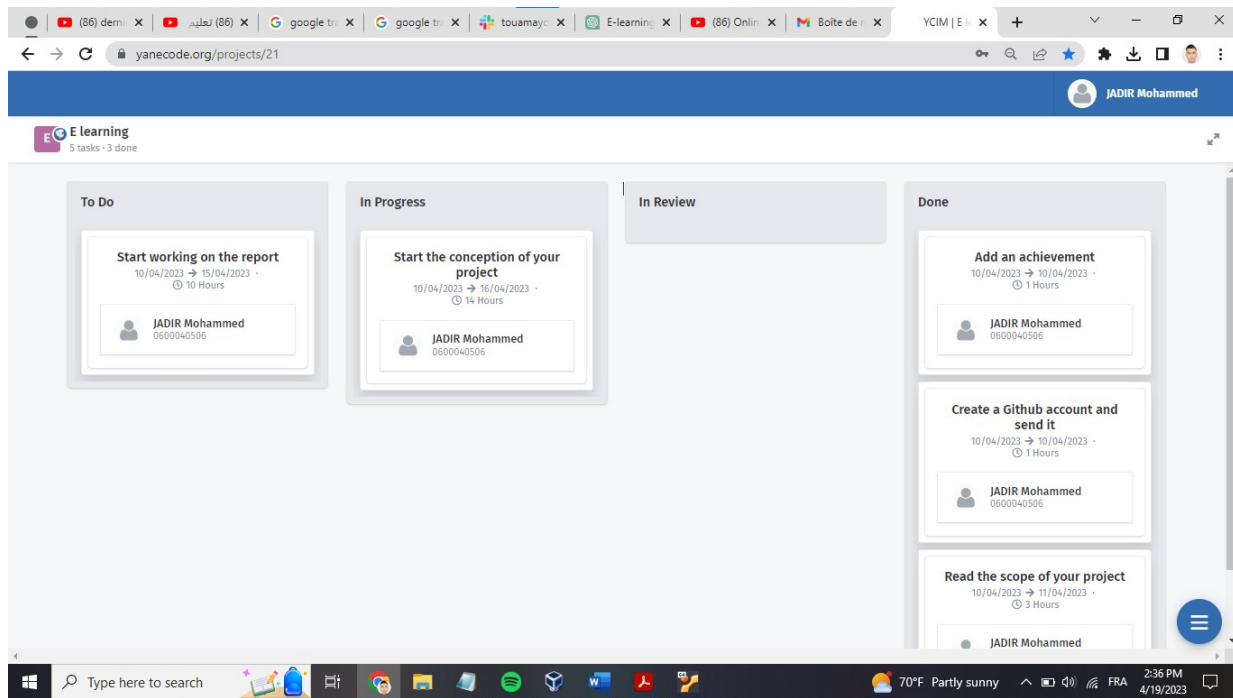 (86) derni
(86) تعليم
google tra
google tra
touamayo
E-learning
(86) Onlin
Boîte de r
YCIM | E le
yanecode.org/projects/21
JADIR Mohammed
E
E learning
5 tasks · 3 done
To Do
Start working on the report
10/04/2023 → 15/04/2023 ·
10 Hours
JADIR Mohammed
0600040506
In Progress
Start the conception of your
project
10/04/2023 → 16/04/2023 ·
14 Hours
JADIR Mohammed
0600040506
In Review
Done
Add an achievement
10/04/2023 → 10/04/2023 ·
1 Hours
JADIR Mohammed
0600040506
Create a Github account and
send it
10/04/2023 → 10/04/2023 ·
1 Hours
JADIR Mohammed
0600040506
Read the scope of your project
10/04/2023 → 11/04/2023 ·
3 Hours
JADIR Mohammed
Type here to search
70°F Partly sunny
FRA
2:36 PM
4/19/2023